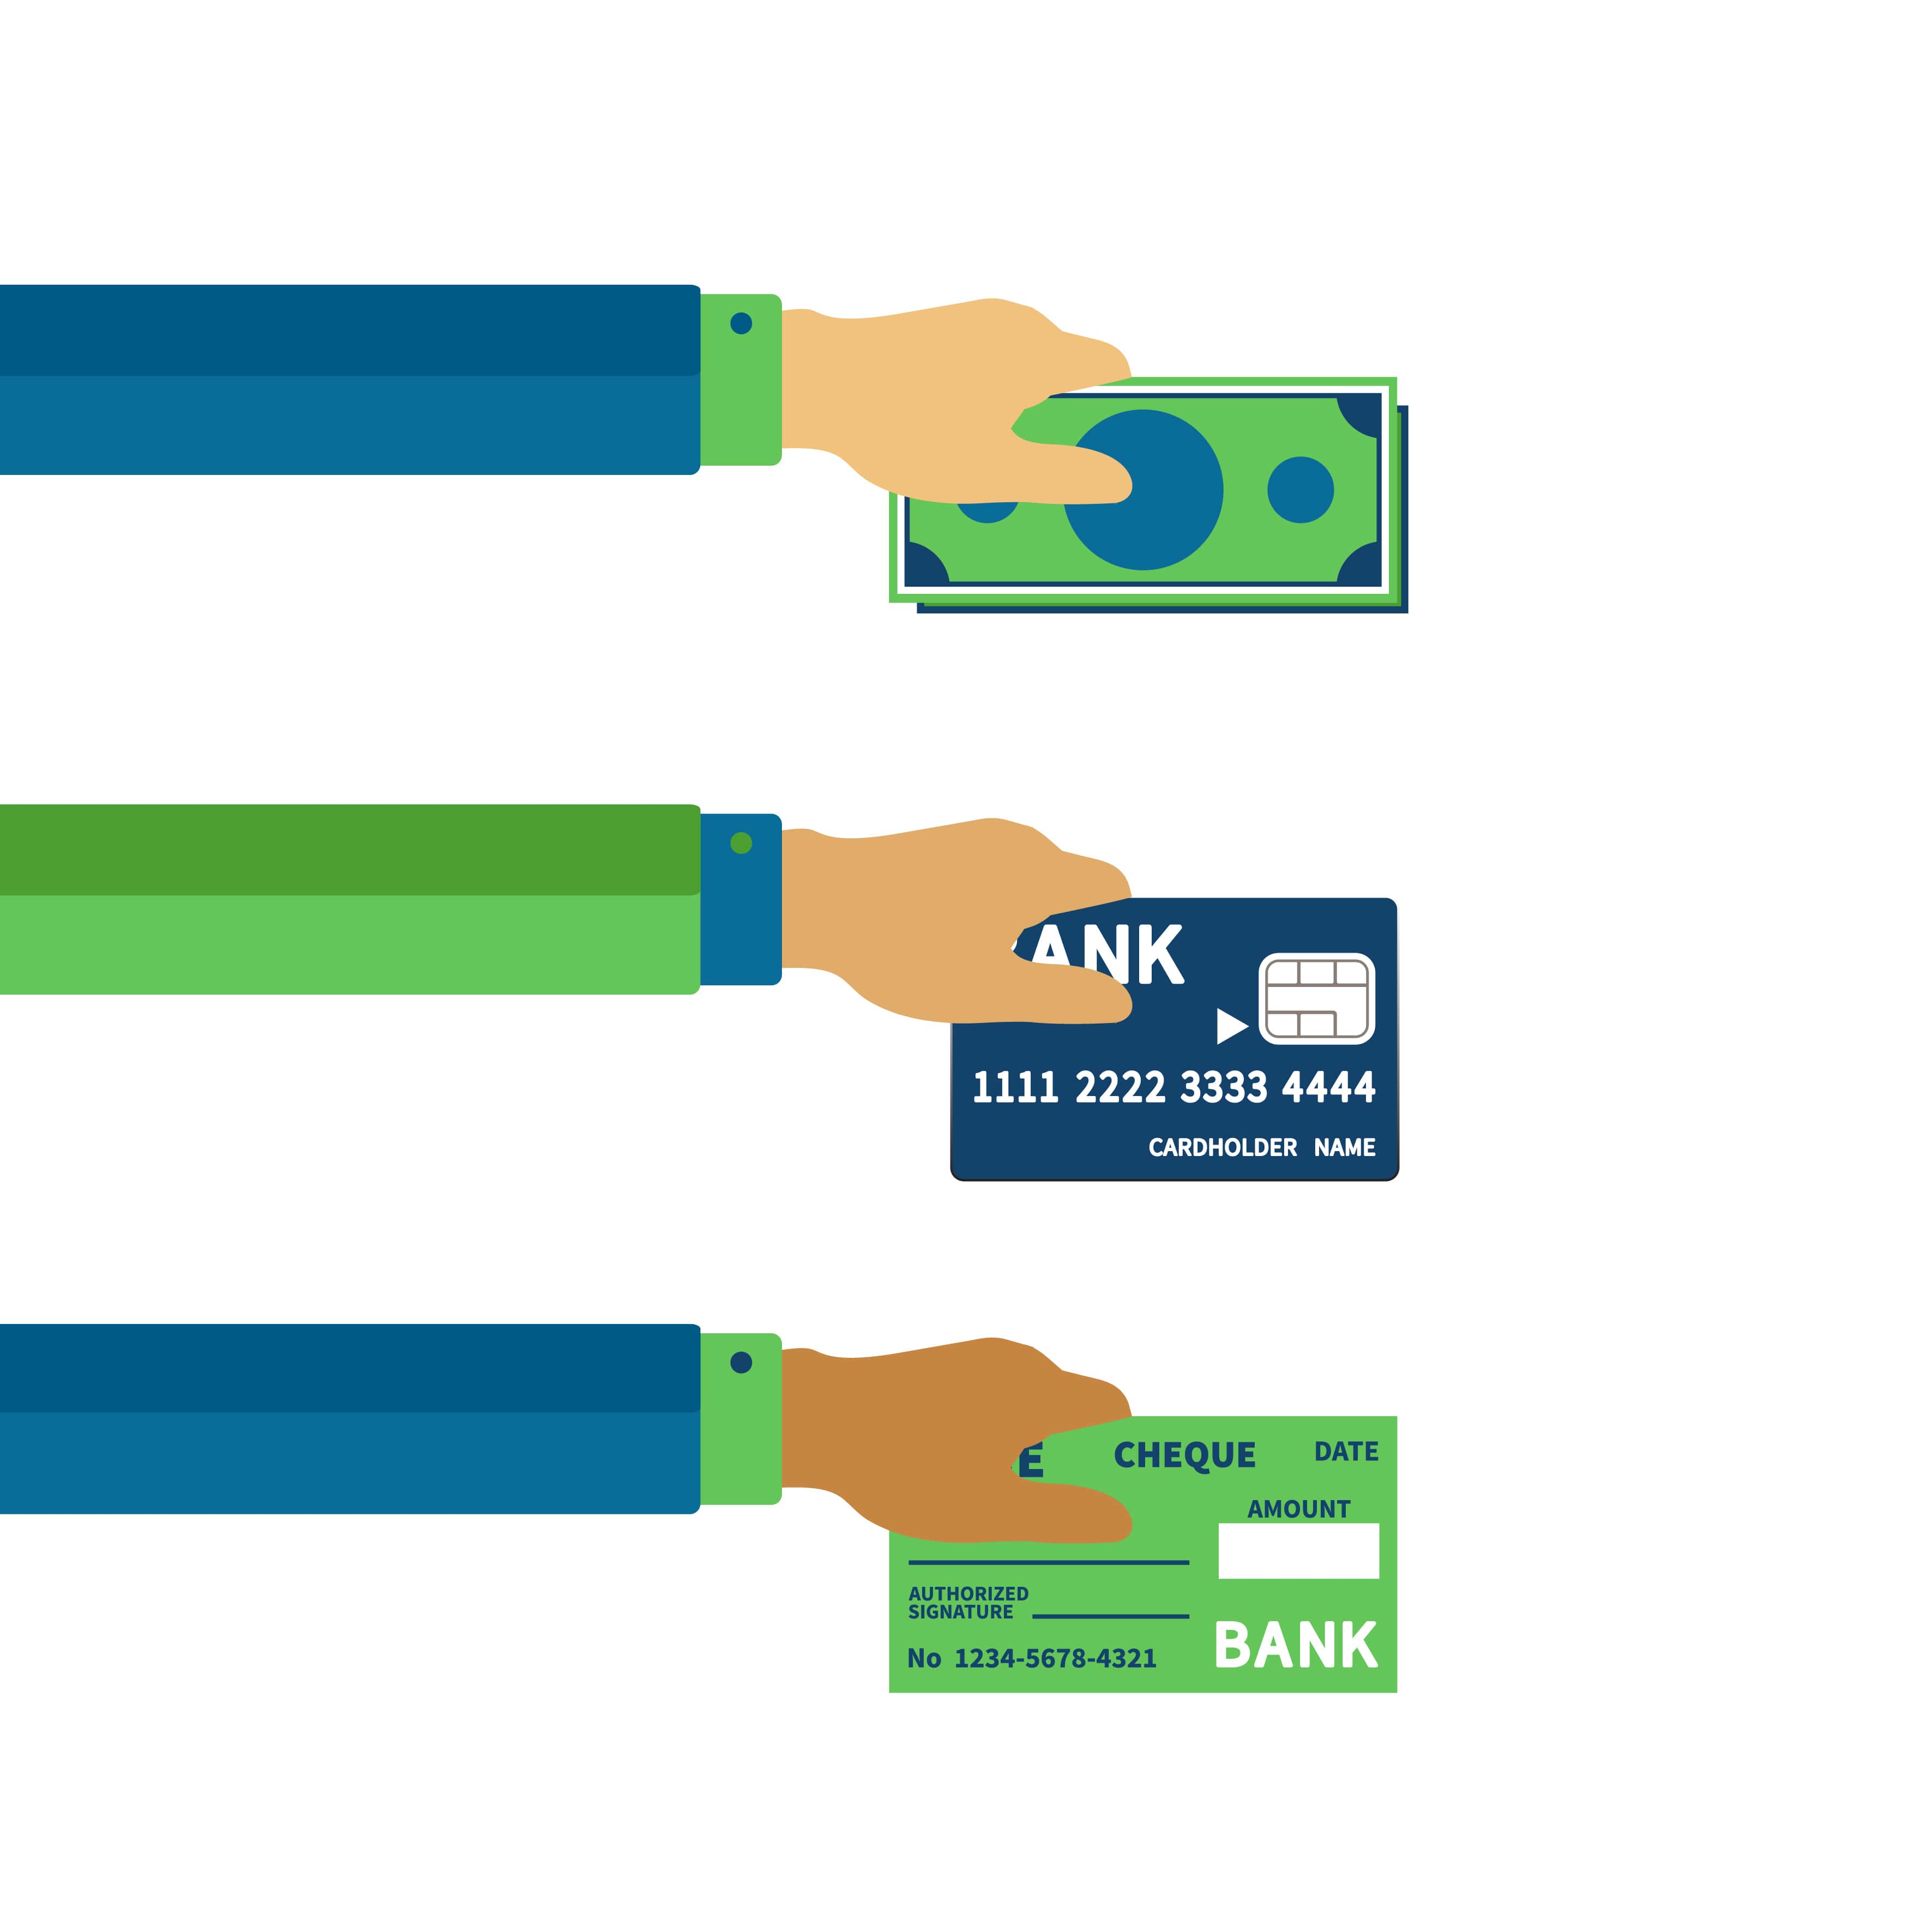 ANK
1111 2222 3333 4444
CARDHOLDER NAME
E CHEQUE DATE
AMOUNT
AUTHORIZED
SIGNATURE
No 1234-5678-4321
BANK